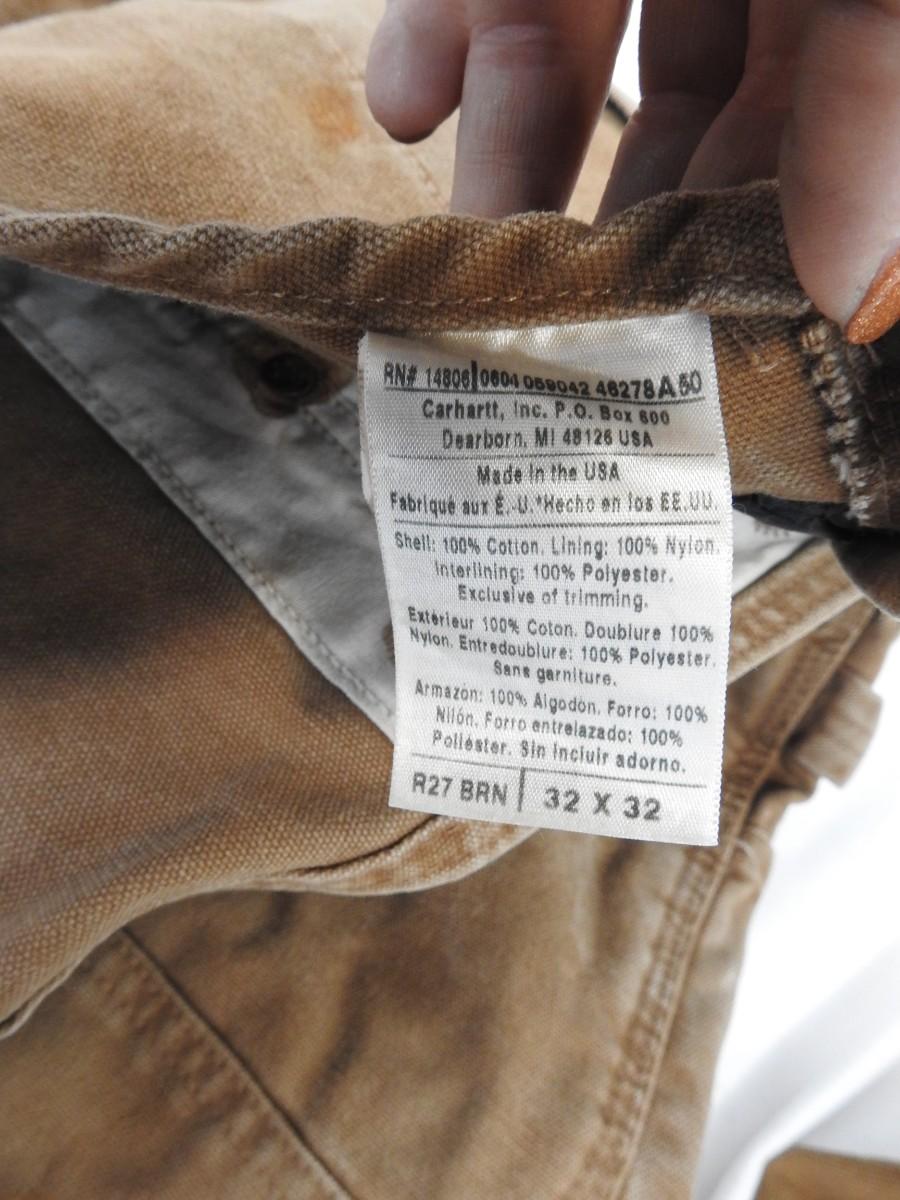 RN# 14806 0604 059042 46278 A 50
Carhartt, Inc. P.O. Box 600
Dearborn, MI 48126 USA
Made in the USA
Fabriqué aux É.-U.*Hecho en los EE.UU.
Shell: 100% Cotton. Lining: 100% Nylon.
Interlining: 100% Polyester.
Exclusive of trimming.
Extérieur 100% Coton. Doublure 100%
Nylon. Entredoublure: 100% Polyester.
Sans garniture.
Armazón: 100% Algodón. Forro: 100%
Nilón. Forro entrelazado: 100%
Poliéster. Sin incluir adorno.
R27 BRN 32 X 32